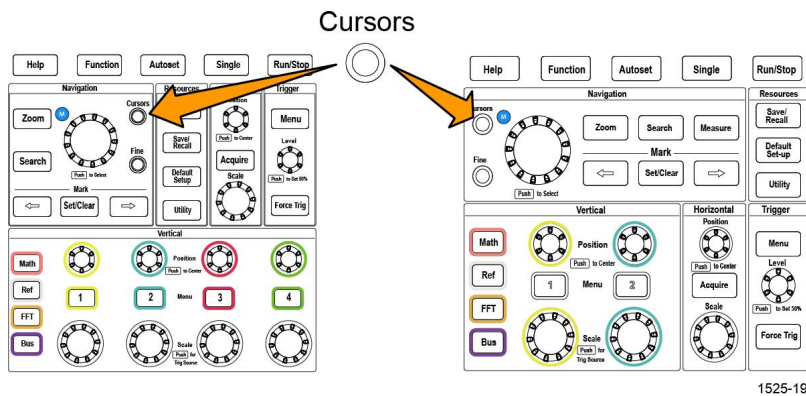 Cursors
Help Function Autoset Single Run/Stop
Navigation Resources Position Trigger
Zoom M Cursors Menu
Push to Center
Save/
Recall
Level
Search Fine Acquire
Push to Select Default
Setup Scale Push to Set 50%
Mark
Set/Clear Utility Force Trig
Vertical
Math Position
Push to Center
Ref
1 2 Menu 3 4
FFT
Bus Scale
Push for
Trig Source
Help Function Autoset Single Run/Stop
Navigation Resources
Cursors M Save/
Recall
Zoom Search Measure
Fine Mark Default
Set-up
Set/Clear
Push to Select Utility
Vertical Horizontal Trigger
Position
Math Position Menu
Push to Center Push to Center Level
Ref 1 Menu 2 Acquire
FFT Scale Push to Set 50%
Bus Scale Force Trig
Push for
Trig Source
1525-19